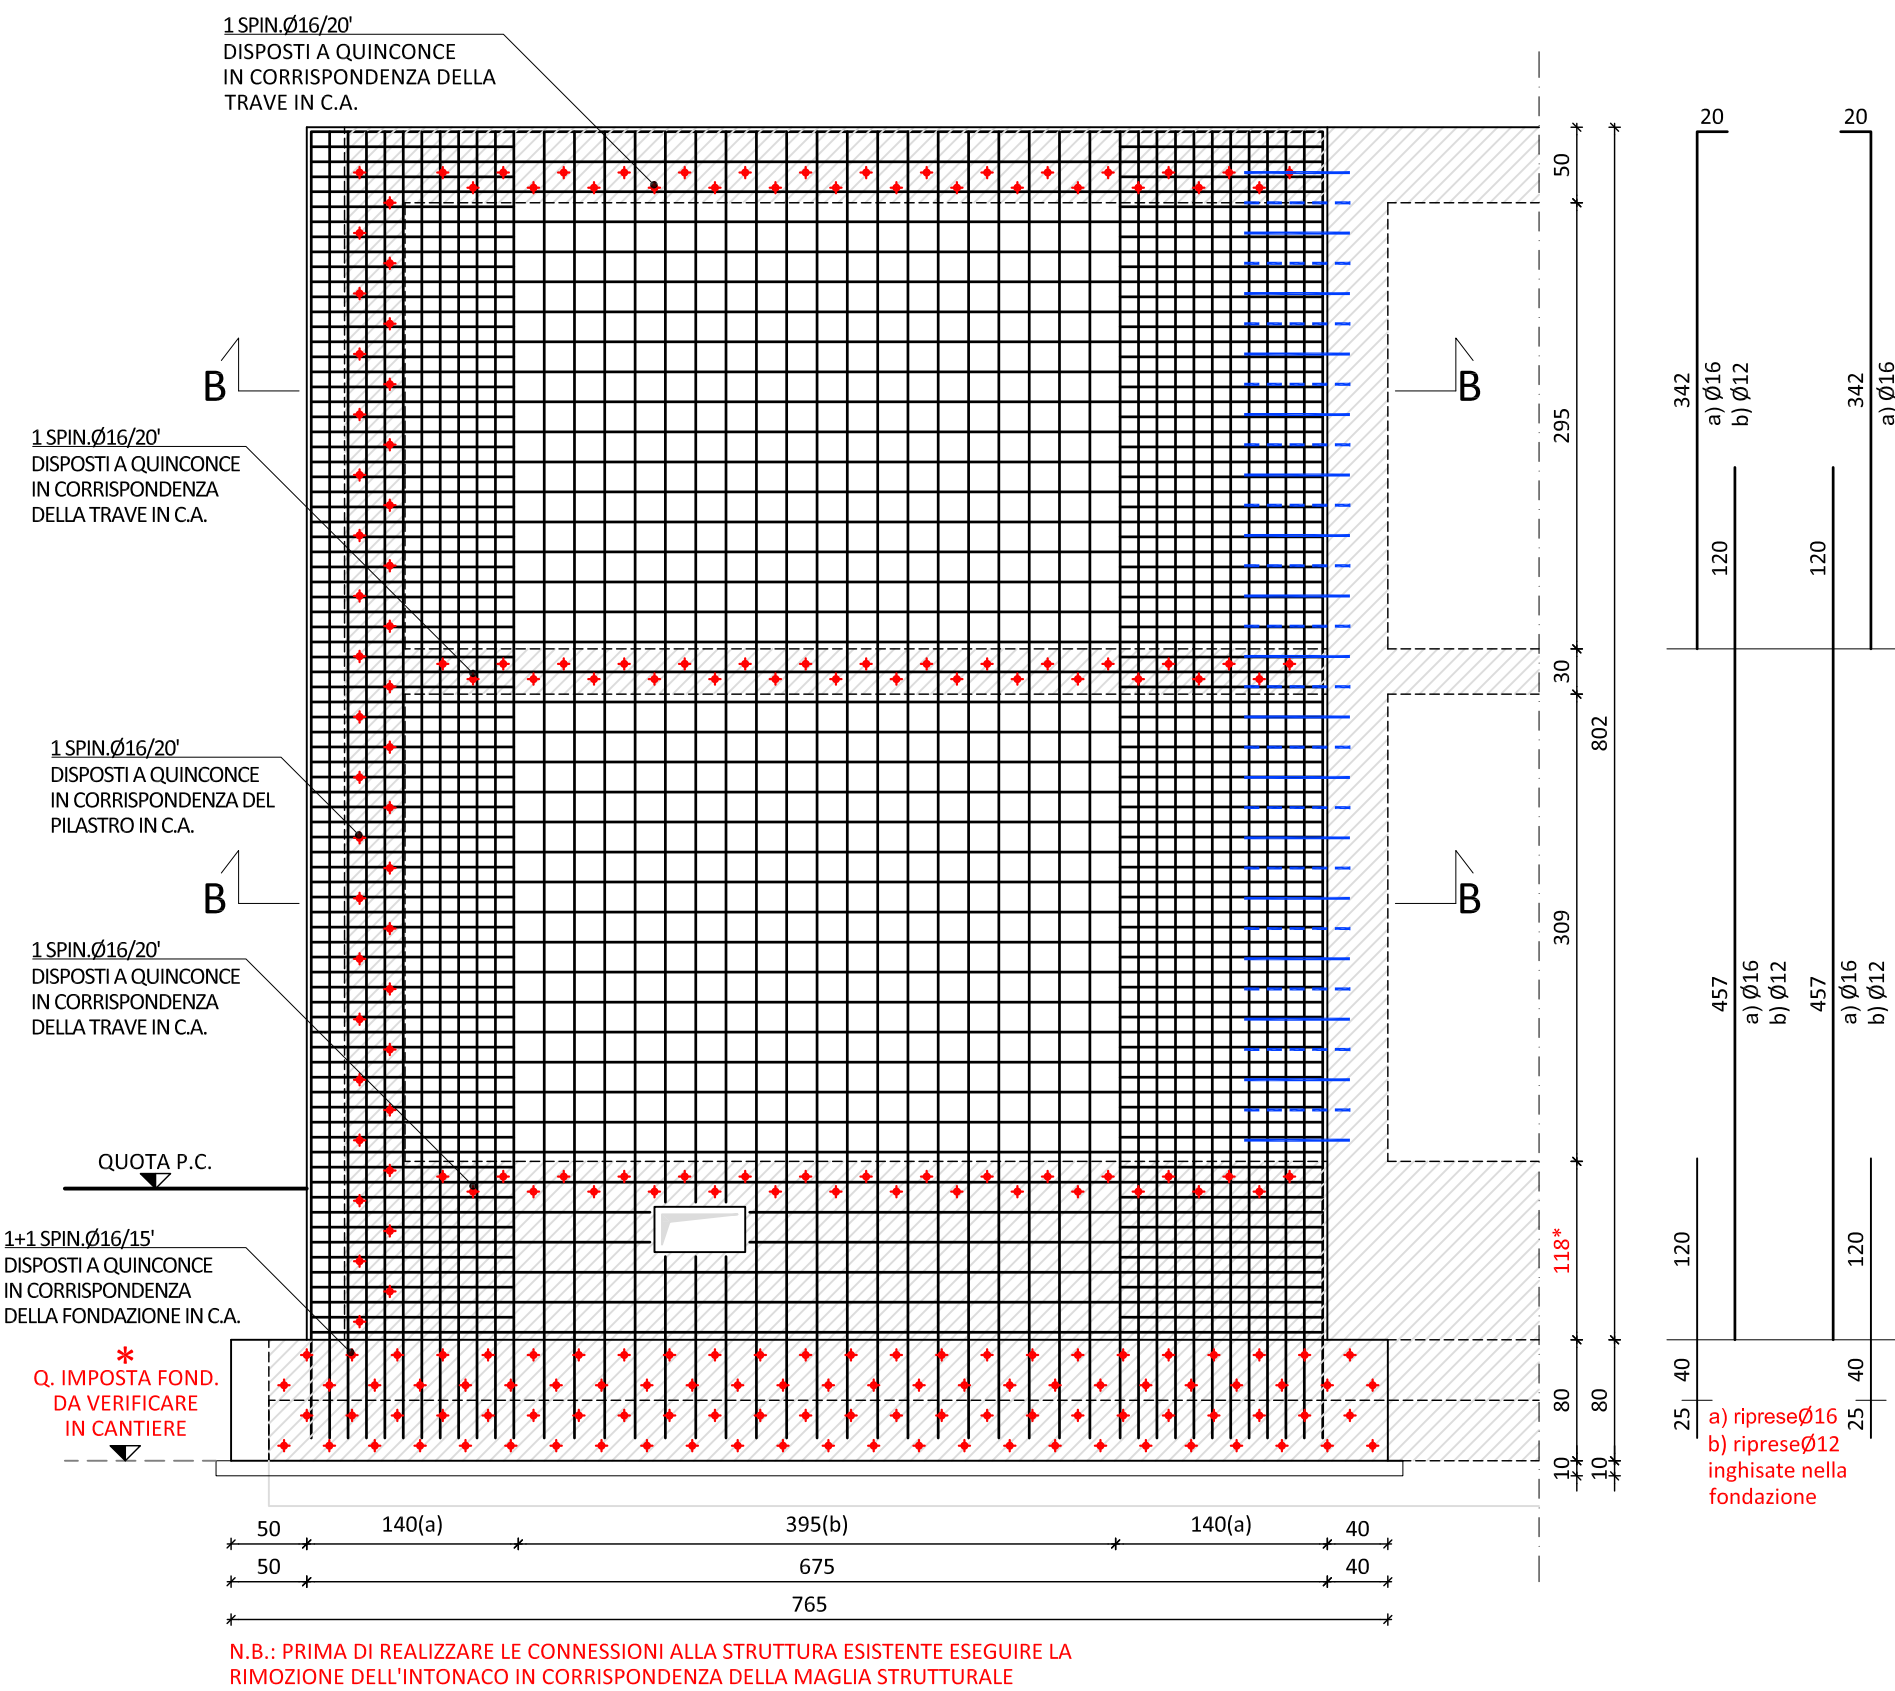 1 SPIN.Ø16/20'
DISPOSTI A QUINCONCE
IN CORRISPONDENZA DELLA
TRAVE IN C.A.
1 SPIN.Ø16/20'
DISPOSTI A QUINCONCE
IN CORRISPONDENZA
DELLA TRAVE IN C.A.
1 SPIN.Ø16/20'
DISPOSTI A QUINCONCE
IN CORRISPONDENZA DEL
PILASTRO IN C.A.
1 SPIN.Ø16/20'
DISPOSTI A QUINCONCE
IN CORRISPONDENZA
DELLA TRAVE IN C.A.
QUOTA P.C.
1+1 SPIN.Ø16/15'
DISPOSTI A QUINCONCE
IN CORRISPONDENZA
DELLA FONDAZIONE IN C.A.
*
Q. IMPOSTA FOND.
DA VERIFICARE
IN CANTIERE
B
B
B
B
50
295
30
309
118*
80
10
802
80
10
20
20
342
a) Ø16
b) Ø12
342
a) Ø16
120
120
457
a) Ø16
b) Ø12
457
a) Ø16
b) Ø12
120
120
40
40
25
25
a) ripreseØ16
b) ripreseØ12
inghisate nella
fondazione
50
140(a)
395(b)
140(a)
40
50
675
40
765
N.B.: PRIMA DI REALIZZARE LE CONNESSIONI ALLA STRUTTURA ESISTENTE ESEGUIRE LA
RIMOZIONE DELL'INTONACO IN CORRISPONDENZA DELLA MAGLIA STRUTTURALE